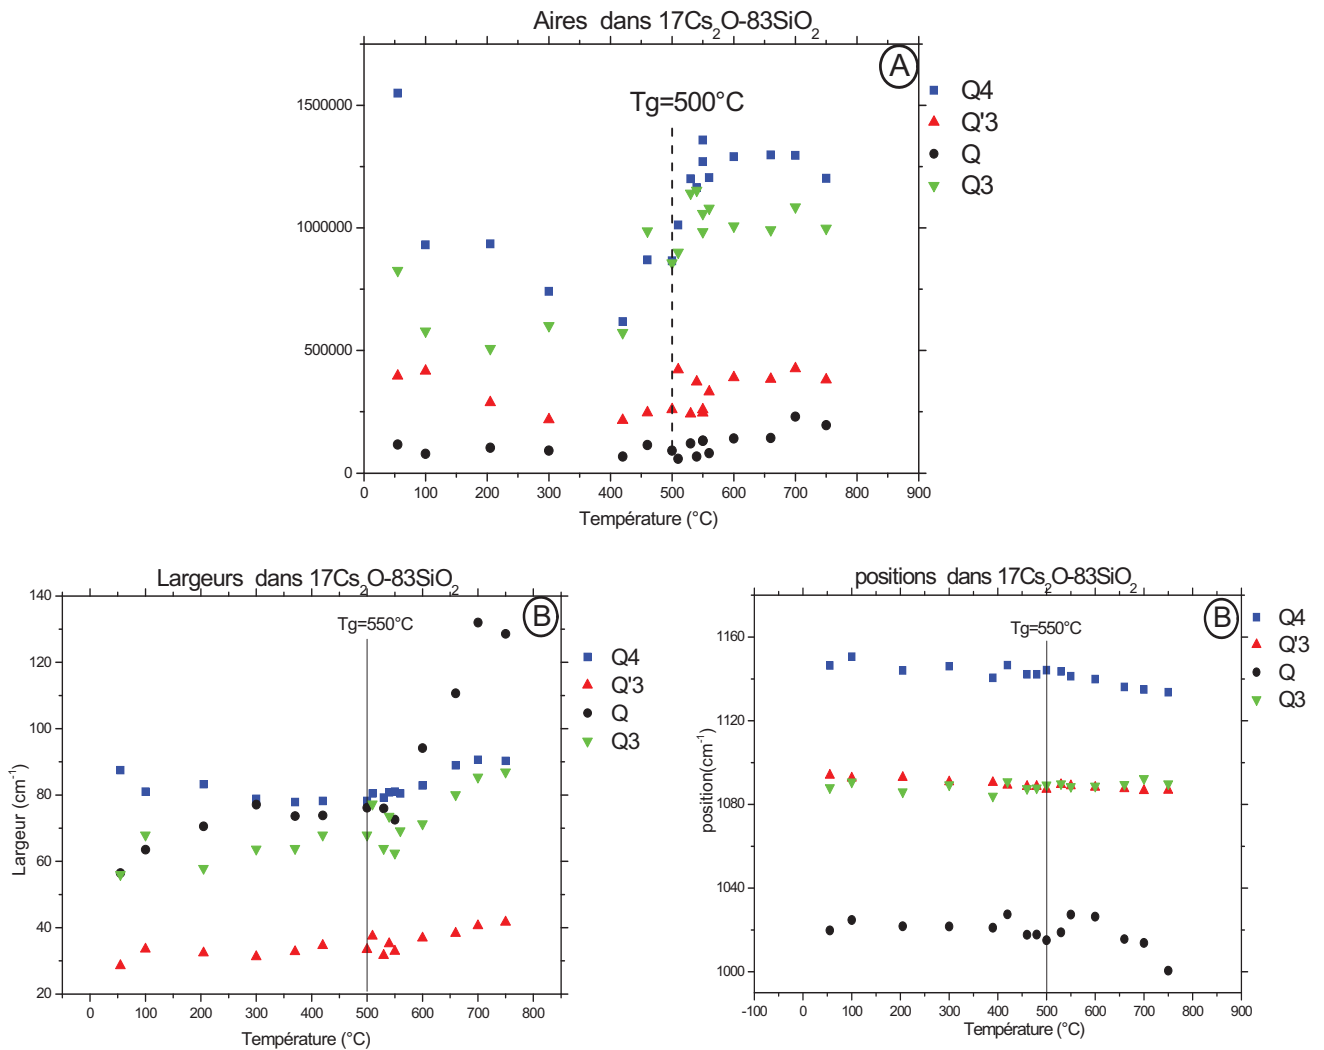 Aires dans 17Cs₂O-83SiO₂
A
Tg=500°C
Q4
Q'3
Q
Q3
1500000
1000000
500000
0
0 100 200 300 400 500 600 700 800 900
Température (°C)
Largeurs dans 17Cs₂O-83SiO₂
B
Tg=550°C
Q4
Q'3
Q
Q3
140
120
100
80
60
40
20
Largeur (cm⁻¹)
0 100 200 300 400 500 600 700 800
Température (°C)
positions dans 17Cs₂O-83SiO₂
B
Tg=550°C
Q4
Q'3
Q
Q3
1160
1120
1080
1040
1000
position(cm⁻¹)
-100 0 100 200 300 400 500 600 700 800 900
Température (°C)